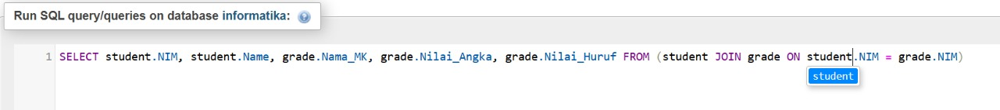 Run SQL query/queries on database informatika:
1 SELECT student.NIM, student.Name, grade.Nama_MK, grade.Nilai_Angka, grade.Nilai_Huruf FROM (student JOIN grade ON student.NIM = grade.NIM)
student